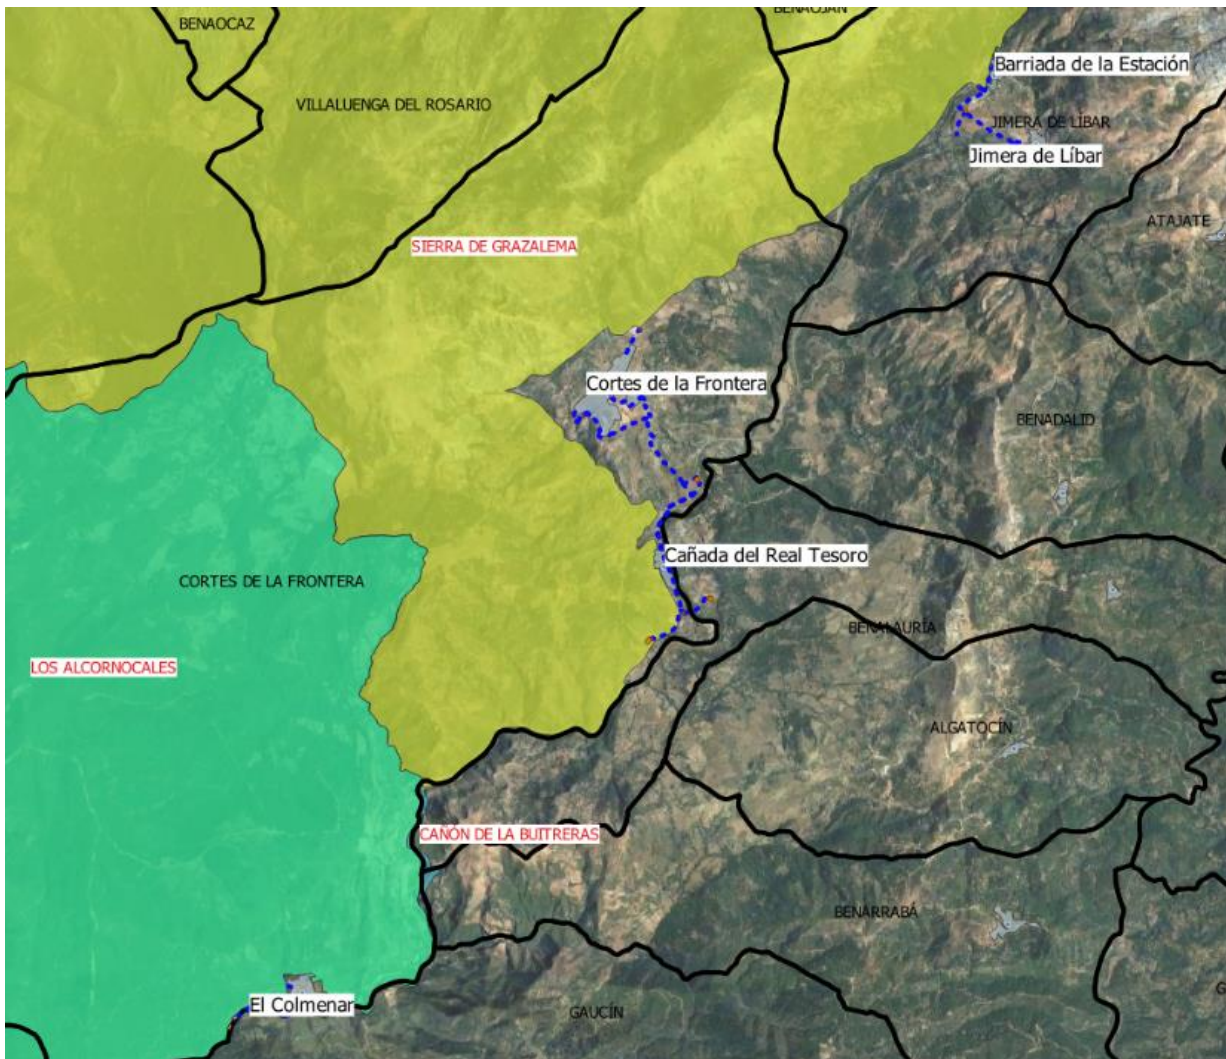 BENAOCAZ
BENAOJÁN
VILLALUENGA DEL ROSARIO
Barriada de la Estación
JIMERA DE LÍBAR
Jimera de Líbar
ATAJATE
SIERRA DE GRAZALEMA
Cortes de la Frontera
BENADALID
Cañada del Real Tesoro
CORTES DE LA FRONTERA
BENALAURÍA
LOS ALCORNOCALES
ALGATOCÍN
CAÑÓN DE LA BUITRERAS
BENARRABÁ
G
El Colmenar
GAUCÍN